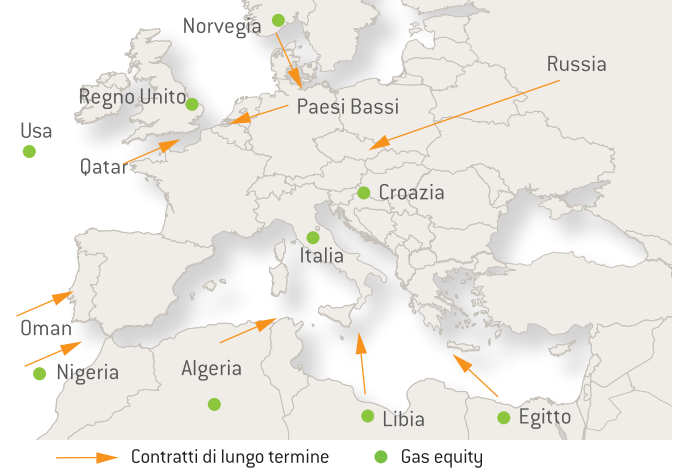 Norvegia
Russia
Regno Unito
Paesi Bassi
Usa
Qatar
Croazia
Italia
Oman
Nigeria
Algeria
Libia
Egitto
Contratti di lungo termine
Gas equity